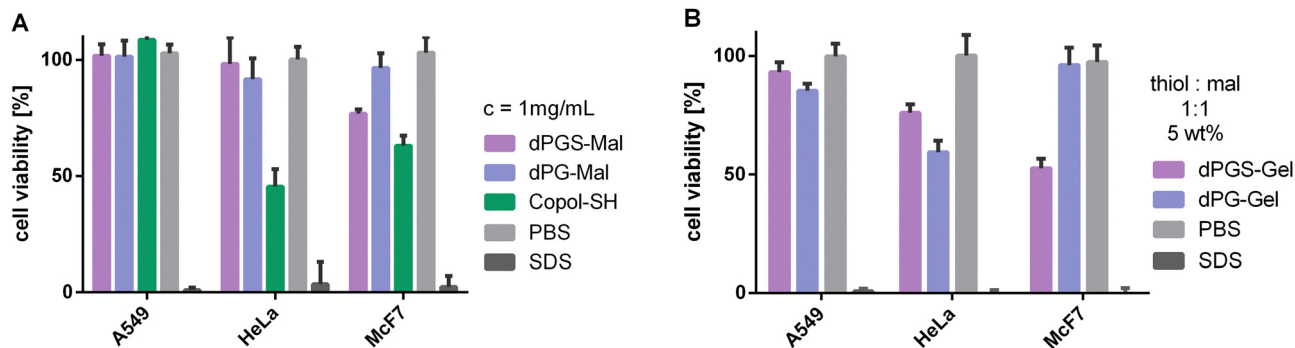 A
cell viability [%]
100
50
0
A549
HeLa
McF7
c = 1mg/mL
dPGS-Mal
dPG-Mal
Copol-SH
PBS
SDS
B
cell viability [%]
100
50
0
A549
HeLa
McF7
thiol : mal
1:1
5 wt%
dPGS-Gel
dPG-Gel
PBS
SDS